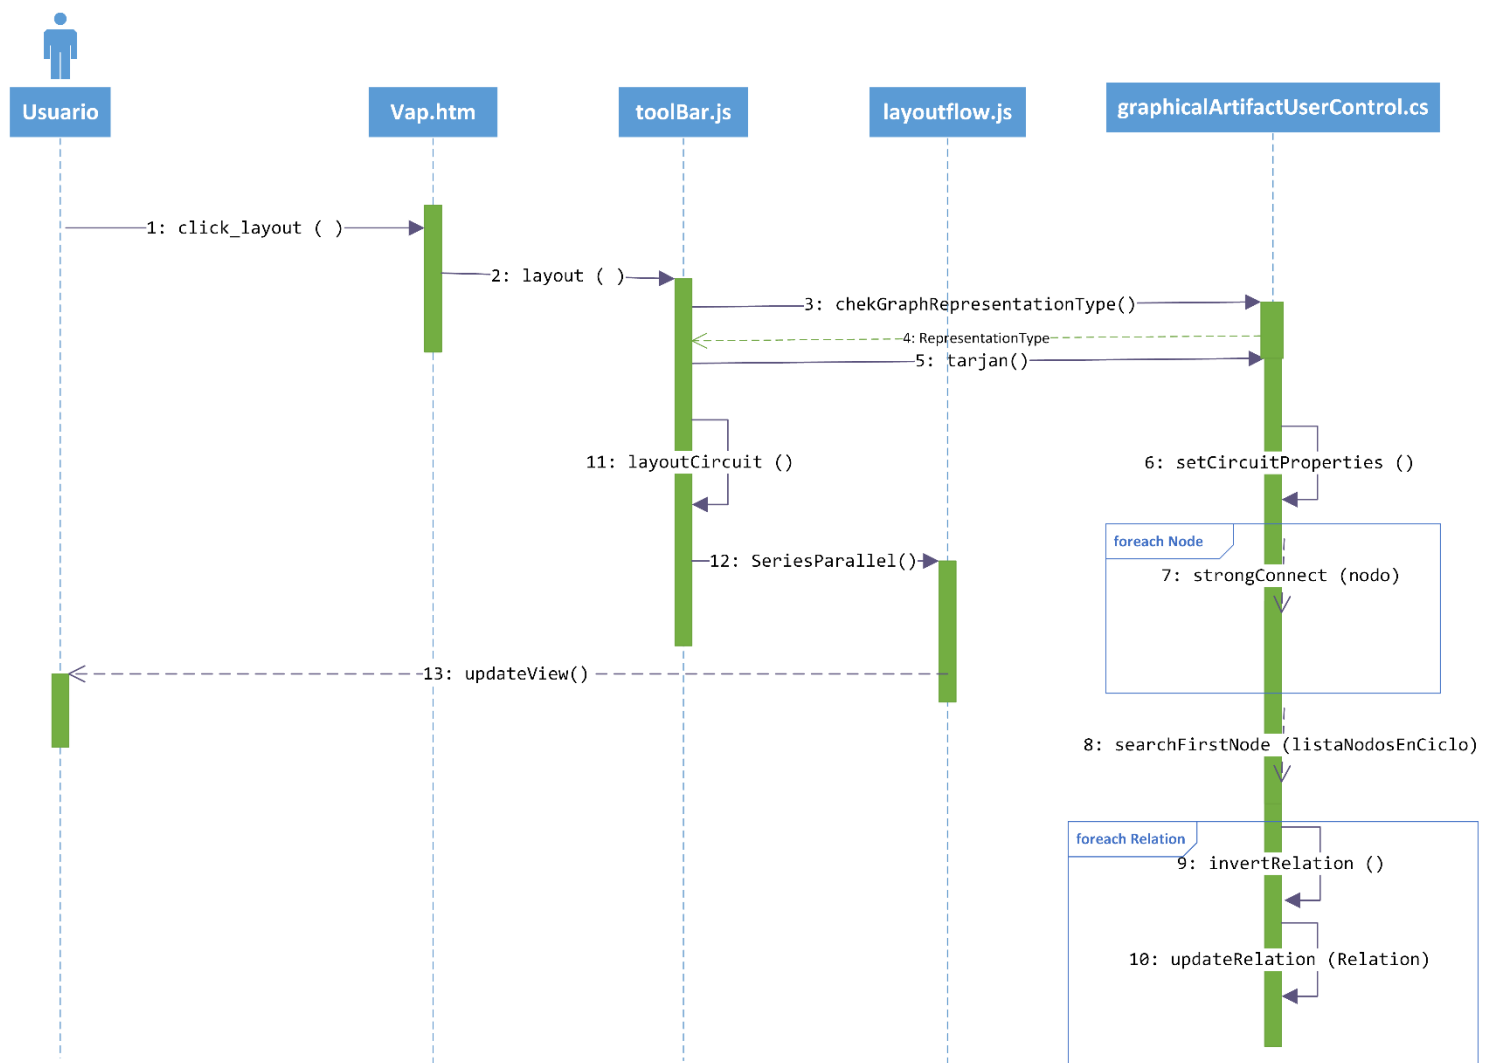 Usuario
Vap.htm
toolBar.js
layoutflow.js
graphicalArtifactUserControl.cs
1: click_layout ( )
2: layout ( )
3: chekGraphRepresentationType()
4: RepresentationType
5: tarjan()
11: layoutCircuit ()
6: setCircuitProperties ()
foreach Node
12: SeriesParallel()
7: strongConnect (nodo)
13: updateView()
8: searchFirstNode (listaNodosEnCiclo)
foreach Relation
9: invertRelation ()
10: updateRelation (Relation)